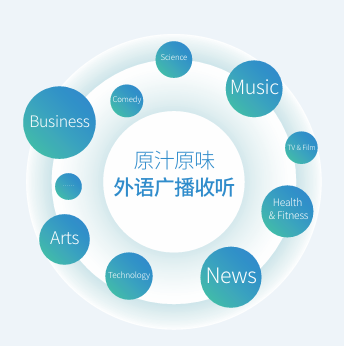 Science
Music
Comedy
Business
TV & Film
原汁原味
外语广播收听
Health
& Fitness
Arts
Technology
News